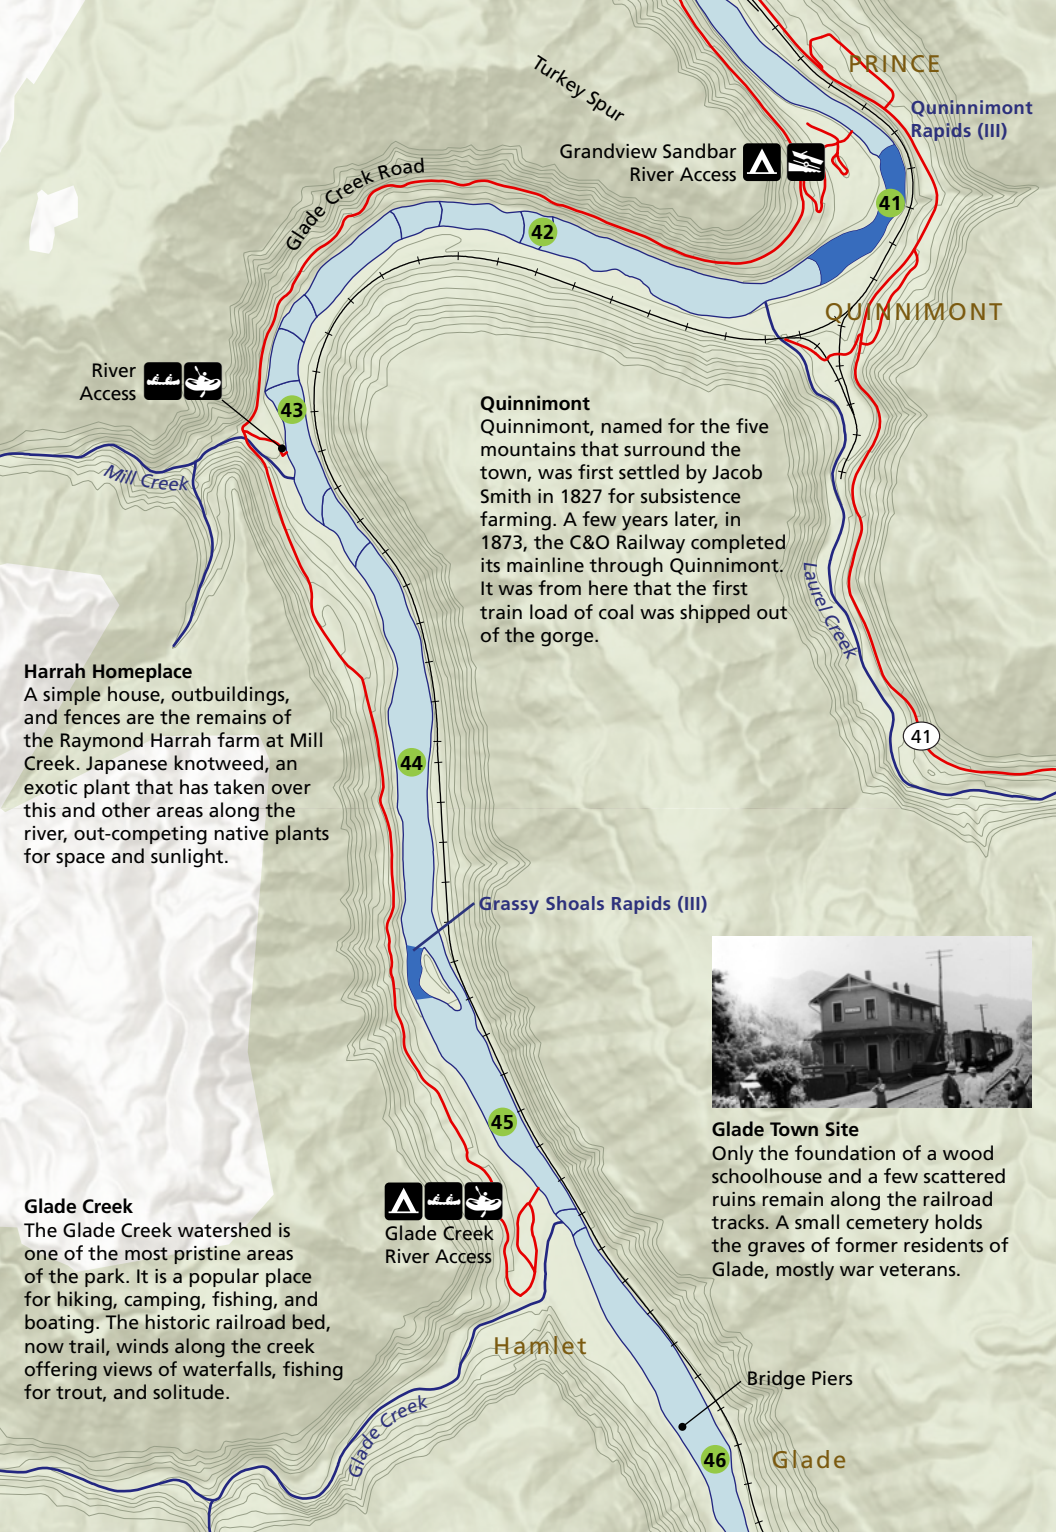 PRINCE
Turkey Spur
Quninnimont
Rapids (III)
Grandview Sandbar
River Access
Glade Creek Road
41
42
QUINNIMONT
River
Access
43
Mill Creek
Quinnimont
Quinnimont, named for the five
mountains that surround the
town, was first settled by Jacob
Smith in 1827 for subsistence
farming. A few years later, in
1873, the C&O Railway completed
its mainline through Quinnimont.
It was from here that the first
train load of coal was shipped out
of the gorge.
Laurel Creek
Harrah Homeplace
A simple house, outbuildings,
and fences are the remains of
the Raymond Harrah farm at Mill
Creek. Japanese knotweed, an
exotic plant that has taken over
this and other areas along the
river, out-competing native plants
for space and sunlight.
41
44
Grassy Shoals Rapids (III)
45
Glade Town Site
Only the foundation of a wood
schoolhouse and a few scattered
ruins remain along the railroad
tracks. A small cemetery holds
the graves of former residents of
Glade, mostly war veterans.
Glade Creek
River Access
Glade Creek
The Glade Creek watershed is
one of the most pristine areas
of the park. It is a popular place
for hiking, camping, fishing, and
boating. The historic railroad bed,
now trail, winds along the creek
offering views of waterfalls, fishing
for trout, and solitude.
Hamlet
Bridge Piers
Glade Creek
46
Glade